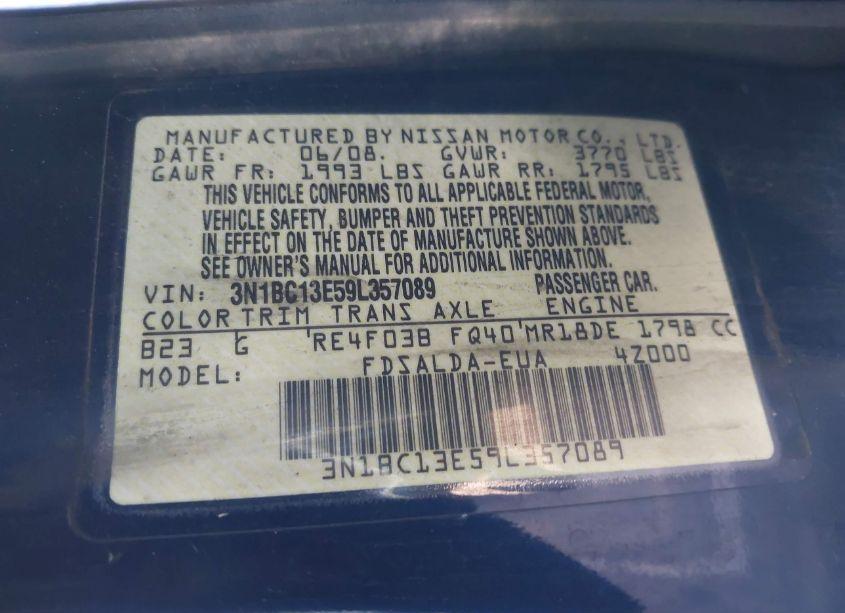 MANUFACTURED BY NISSAN MOTOR CO., LTD.
DATE: 06/08. GVWR: 3770 LBS
GAWR FR: 1993 LBS GAWR RR: 1795 LBS
THIS VEHICLE CONFORMS TO ALL APPLICABLE FEDERAL MOTOR,
VEHICLE SAFETY, BUMPER AND THEFT PREVENTION STANDARDS
IN EFFECT ON THE DATE OF MANUFACTURE SHOWN ABOVE.
SEE OWNER'S MANUAL FOR ADDITIONAL INFORMATION.
VIN: 3N1BC13E59L357089 PASSENGER CAR.
COLOR TRIM TRANS AXLE ENGINE
B23 G RE4F03B FQ40 MR18DE 1798 CC
MODEL: FDSALDA-EUA 4Z000
3N1BC13E59L357089